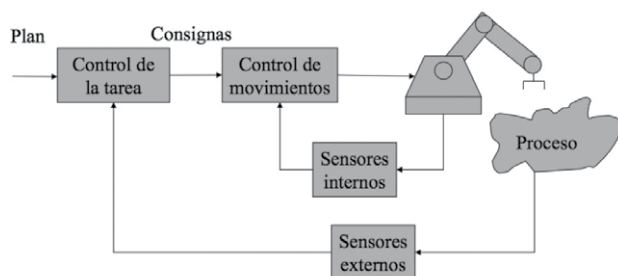 Plan
Consignas
Control de
la tarea
Control de
movimientos
Sensores
internos
Proceso
Sensores
externos